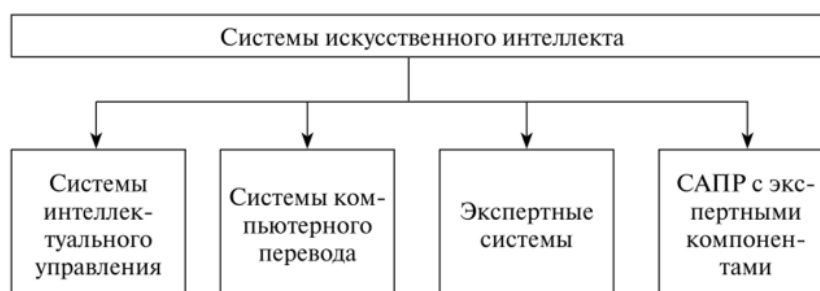 Системы искусственного интеллекта
Системы
интеллек-
туального
управления
Системы ком-
пьютерного
перевода
Экспертные
системы
САПР с экс-
пертными
компонен-
тами